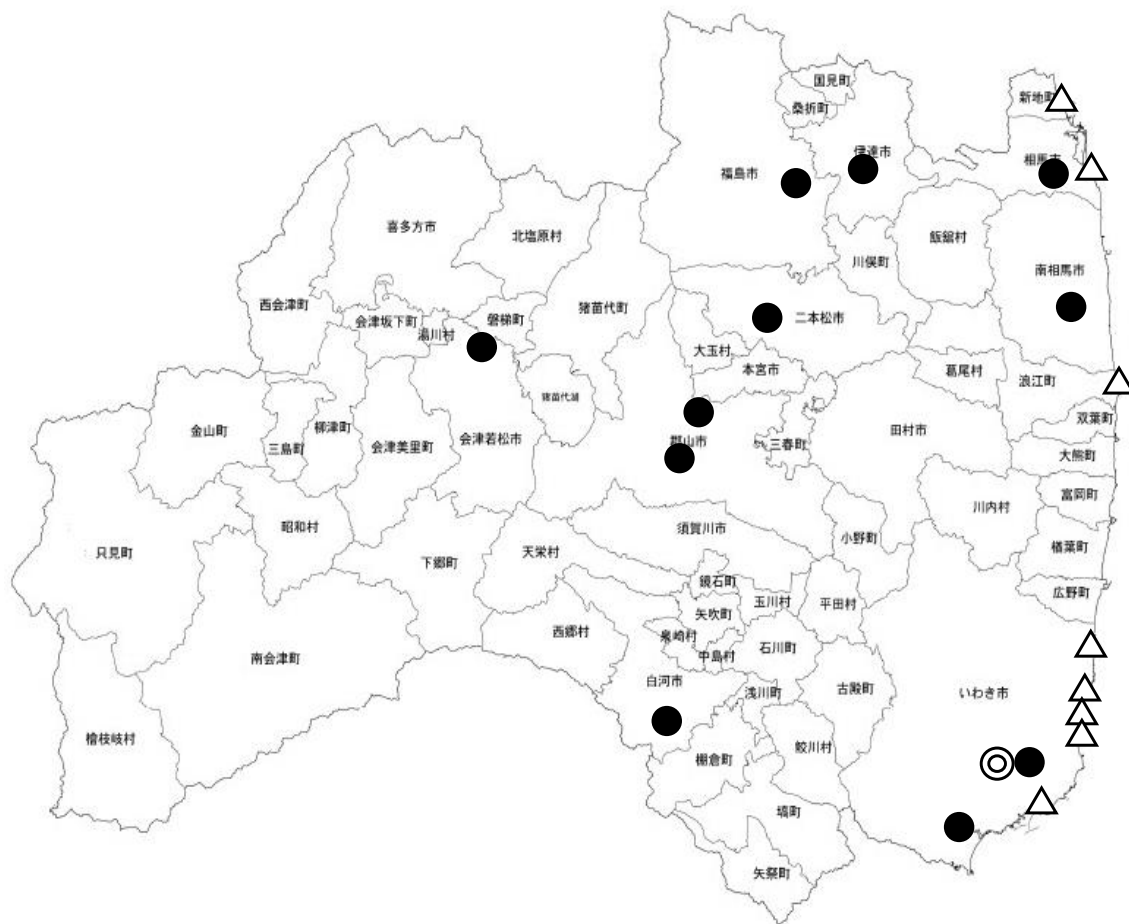 国見町
桑折町
新地町
伊達市
相馬市
福島市
喜多方市
北塩原村
飯舘村
川俣町
南相馬市
西会津町
猪苗代町
会津坂下町
湯川村
磐梯町
二本松市
大玉村
本宮市
葛尾村
浪江町
猪苗代湖
双葉町
金山町
三島町
柳津町
会津美里町
会津若松市
郡山市
三春町
田村市
大熊町
富岡町
川内村
只見町
昭和村
下郷町
天栄村
須賀川市
小野町
楢葉町
鏡石町
玉川村
平田村
広野町
矢吹町
西郷村
泉崎村
中島村
石川町
南会津町
白河市
浅川町
古殿町
いわき市
檜枝岐村
棚倉町
鮫川村
塙町
矢祭町